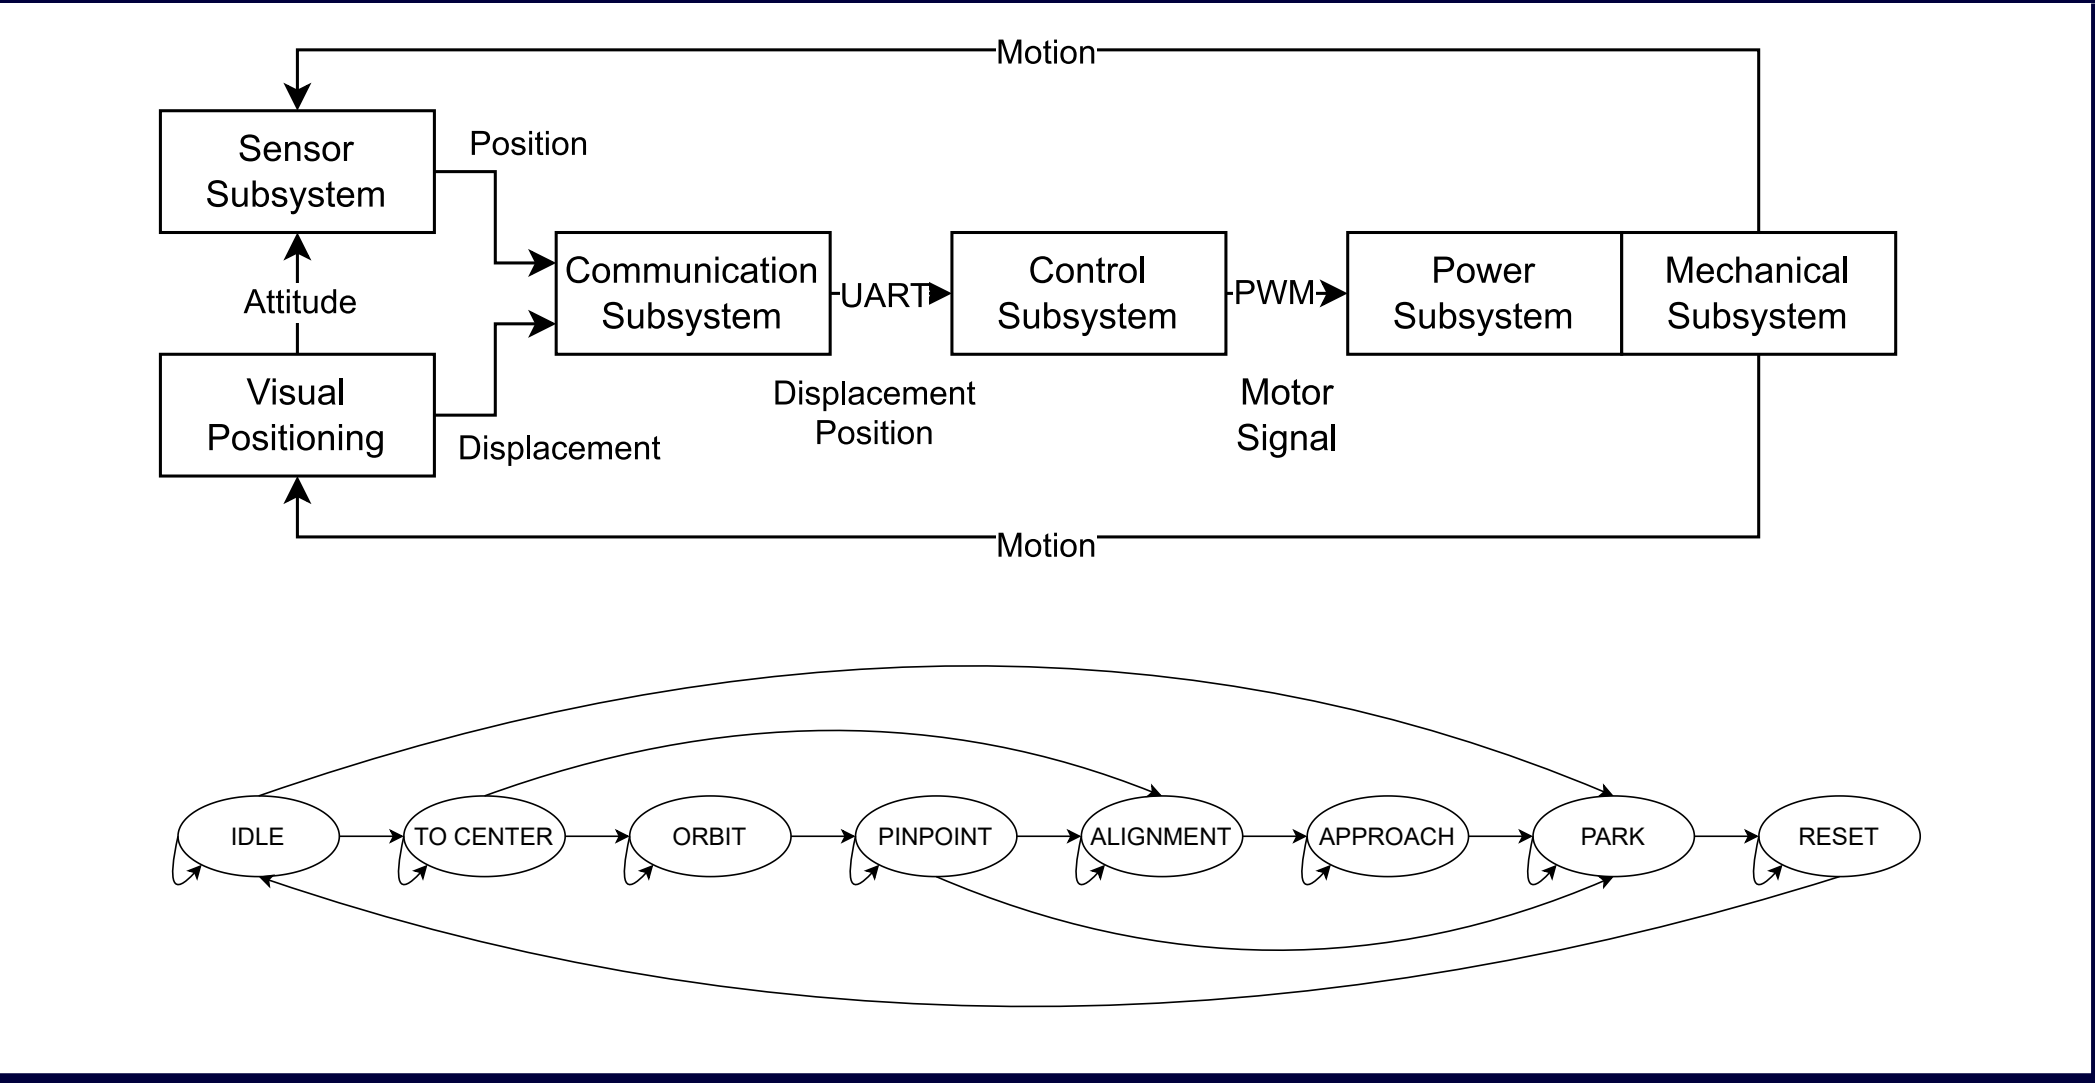 Motion
Sensor
Subsystem
Position
Attitude
Communication
Subsystem
UART
Control
Subsystem
PWM
Power
Subsystem
Mechanical
Subsystem
Visual
Positioning
Displacement
Displacement
Position
Motor
Signal
Motion
IDLE
TO CENTER
ORBIT
PINPOINT
ALIGNMENT
APPROACH
PARK
RESET